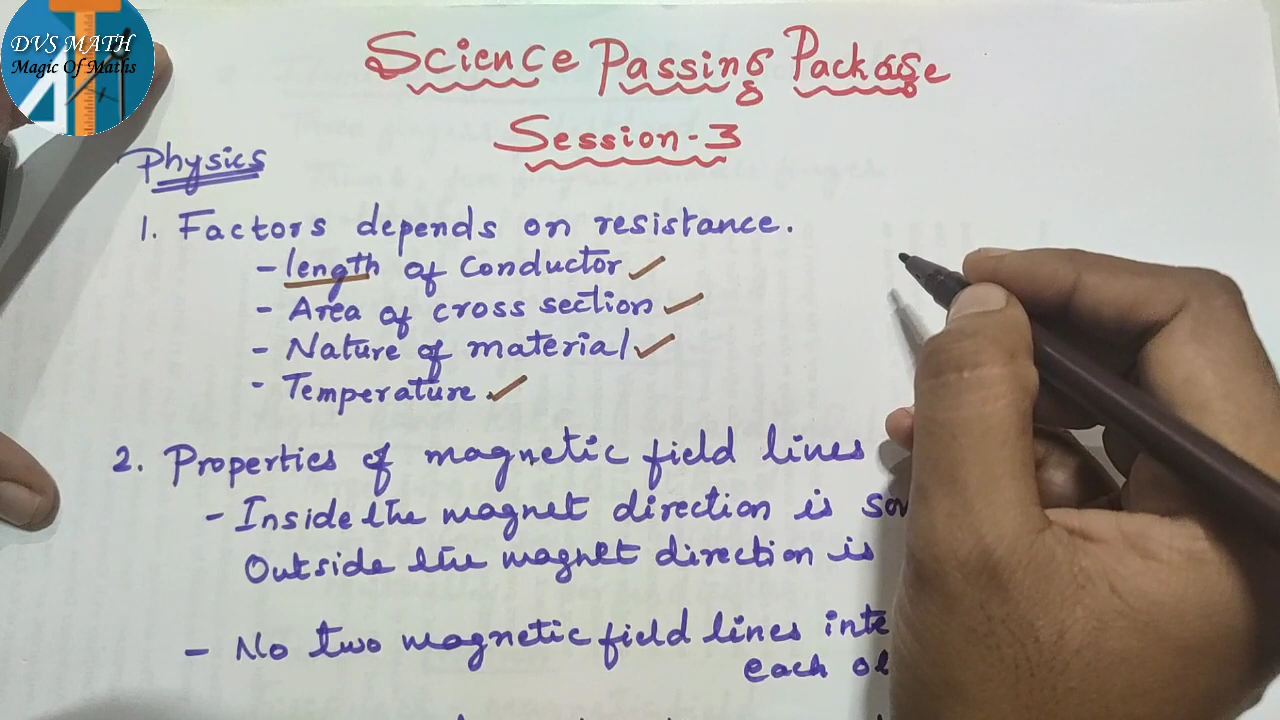 DVS MATH
Magic Of Maths
Science Passing Package
Session-3
Physics
1. Factors depends on resistance.
- length of conductor
- Area of cross section
- Nature of material
- Temperature
2. Properties of magnetic field lines
- Inside the magnet direction is
Outside the magnet direction is
- No two magnetic field lines
each